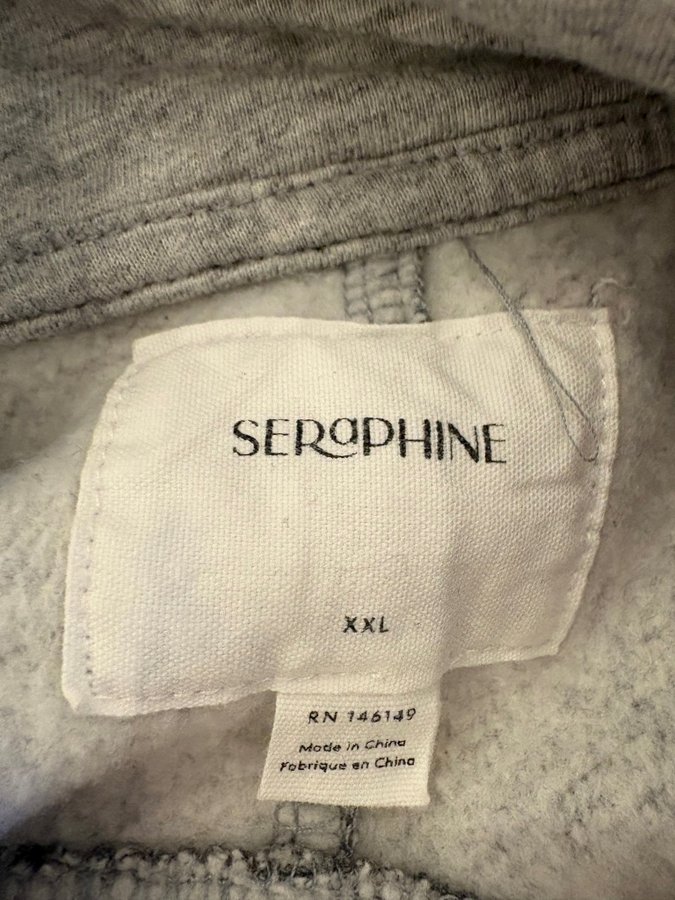 SERaPHINE
XXL
RN 146149
Made in China
Fabrique en China